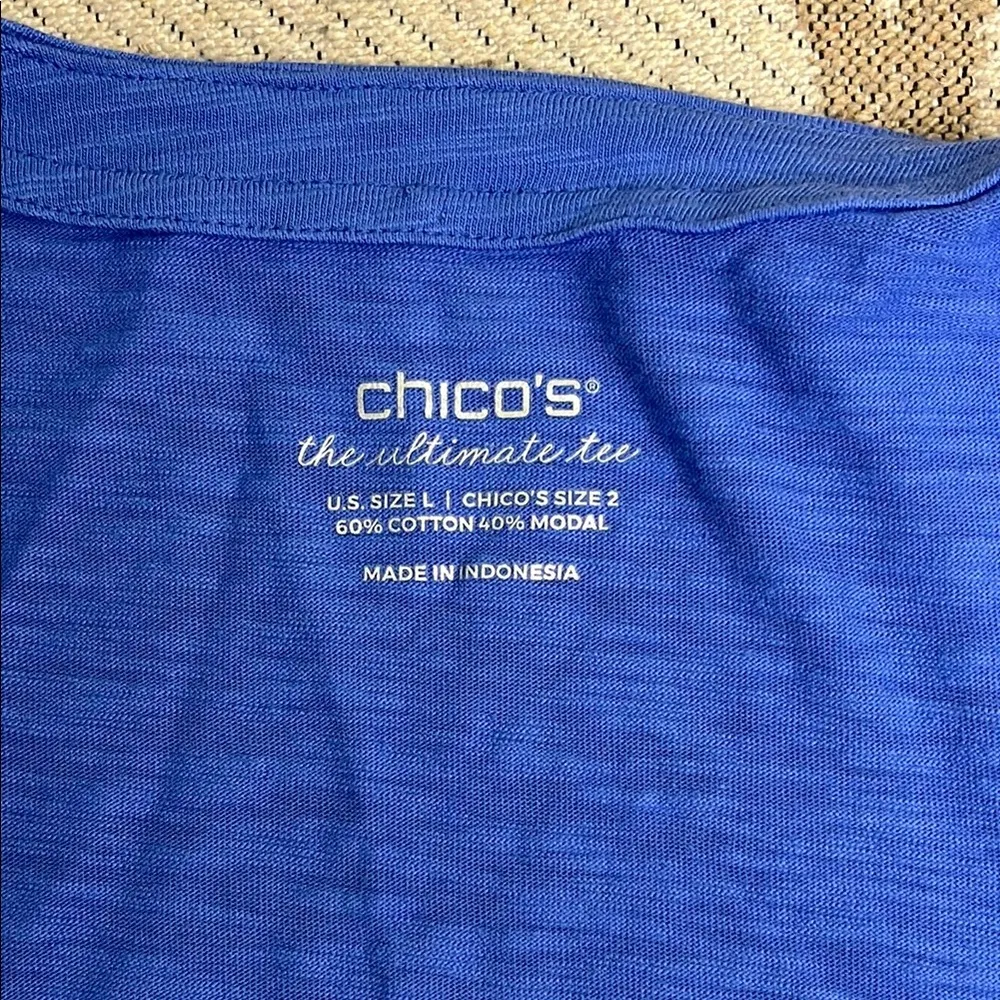 chico's®
the ultimate tee
U.S. SIZE L | CHICO'S SIZE 2
60% COTTON 40% MODAL
MADE IN INDONESIA